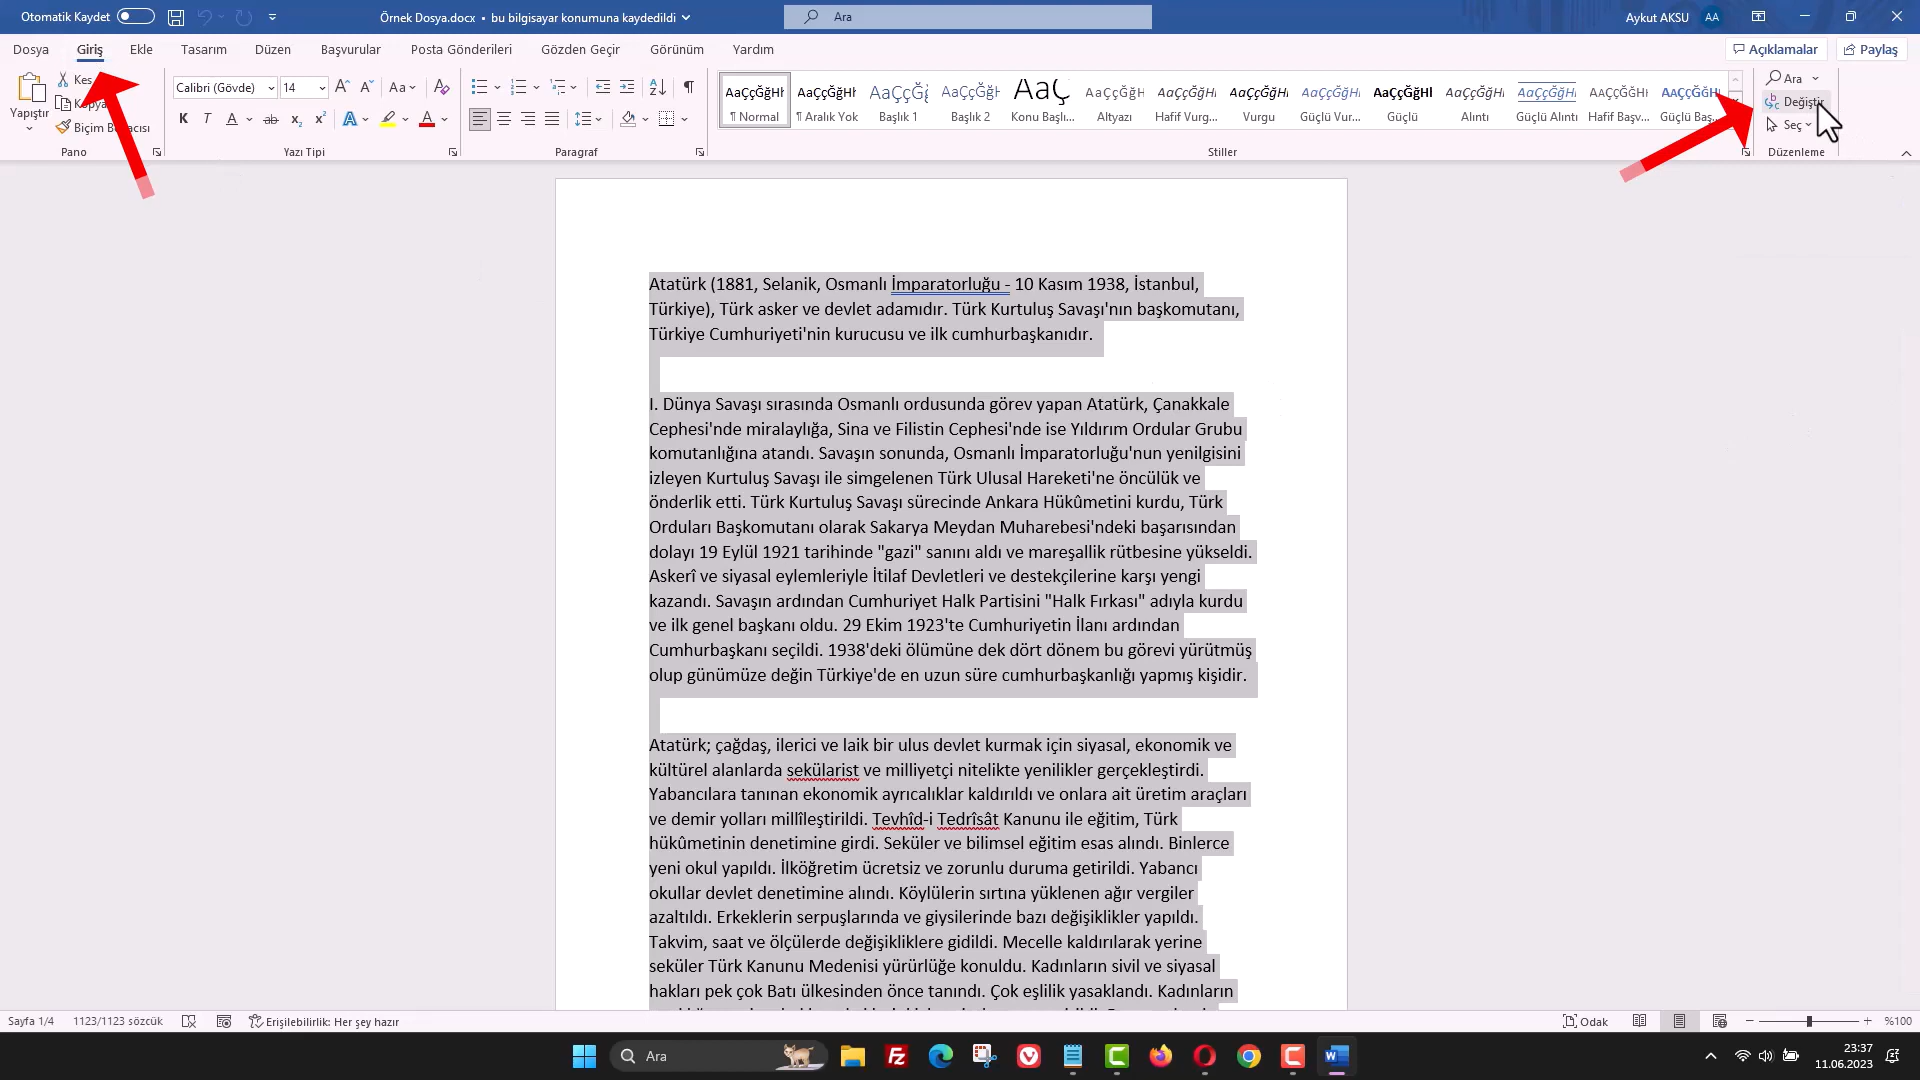 Otomatik Kaydet
Örnek Dosya.docx • bu bilgisayar konumuna kaydedildi
Ara
Aykut AKSU
AA
Dosya Giriş Ekle Tasarım Düzen Başvurular Posta Gönderileri Gözden Geçir Görünüm Yardım
Açıklamalar Paylaş
Yapıştır
Kes
Biçim
Pano
Calibri (Gövde) 14
Aa
K T A ab x₂ x² A A
Yazı Tipi
Paragraf
AaÇçĞğHł AaÇçĞğHł AaÇçĞğ AaÇçĞğH AaÇ AaÇçĞğH AaÇçĞğHł AaÇçĞğHł AaÇçĞğHł AaÇçĞğHł AaÇçĞğHł AaÇçĞğHł AAÇÇĞĞHI AAÇÇĞĞHI
¶ Normal ¶ Aralık Yok Başlık 1 Başlık 2 Konu Başlı... Altyazı Hafif Vurg... Vurgu Güçlü Vur... Güçlü Alıntı Güçlü Alıntı Hafif Başv... Güçlü Baş...
Stiller
Ara
Değiştir
Seç
Düzenleme
Atatürk (1881, Selanik, Osmanlı İmparatorluğu - 10 Kasım 1938, İstanbul,
Türkiye), Türk asker ve devlet adamıdır. Türk Kurtuluş Savaşı'nın başkomutanı,
Türkiye Cumhuriyeti'nin kurucusu ve ilk cumhurbaşkanıdır.
I. Dünya Savaşı sırasında Osmanlı ordusunda görev yapan Atatürk, Çanakkale
Cephesi'nde miralaylığa, Sina ve Filistin Cephesi'nde ise Yıldırım Ordular Grubu
komutanlığına atandı. Savaşın sonunda, Osmanlı İmparatorluğu'nun yenilgisini
izleyen Kurtuluş Savaşı ile simgelenen Türk Ulusal Hareketi'ne öncülük ve
önderlik etti. Türk Kurtuluş Savaşı sürecinde Ankara Hükûmetini kurdu, Türk
Orduları Başkomutanı olarak Sakarya Meydan Muharebesi'ndeki başarısından
dolayı 19 Eylül 1921 tarihinde "gazi" sanını aldı ve mareşallik rütbesine yükseldi.
Askerî ve siyasal eylemleriyle İtilaf Devletleri ve destekçilerine karşı yengi
kazandı. Savaşın ardından Cumhuriyet Halk Partisini "Halk Fırkası" adıyla kurdu
ve ilk genel başkanı oldu. 29 Ekim 1923'te Cumhuriyetin İlanı ardından
Cumhurbaşkanı seçildi. 1938'deki ölümüne dek dört dönem bu görevi yürütmüş
olup günümüze değin Türkiye'de en uzun süre cumhurbaşkanlığı yapmış kişidir.
Atatürk; çağdaş, ilerici ve laik bir ulus devlet kurmak için siyasal, ekonomik ve
kültürel alanlarda sekülarist ve milliyetçi nitelikte yenilikler gerçekleştirdi.
Yabancılara tanınan ekonomik ayrıcalıklar kaldırıldı ve onlara ait üretim araçları
ve demir yolları millîleştirildi. Tevhîd-i Tedrîsât Kanunu ile eğitim, Türk
hükûmetinin denetimine girdi. Seküler ve bilimsel eğitim esas alındı. Binlerce
yeni okul yapıldı. İlköğretim ücretsiz ve zorunlu duruma getirildi. Yabancı
okullar devlet denetimine alındı. Köylülerin sırtına yüklenen ağır vergiler
azaltıldı. Erkeklerin serpuşlarında ve giysilerinde bazı değişiklikler yapıldı.
Takvim, saat ve ölçülerde değişikliklere gidildi. Mecelle kaldırılarak yerine
seküler Türk Kanunu Medenisi yürürlüğe konuldu. Kadınların sivil ve siyasal
hakları pek çok Batı ülkesinden önce tanındı. Çok eşlilik yasaklandı. Kadınların
Sayfa 1/4 1123/1123 sözcük Erişilebilirlik: Her şey hazır
Odak
%100
Ara
23:37
11.06.2023